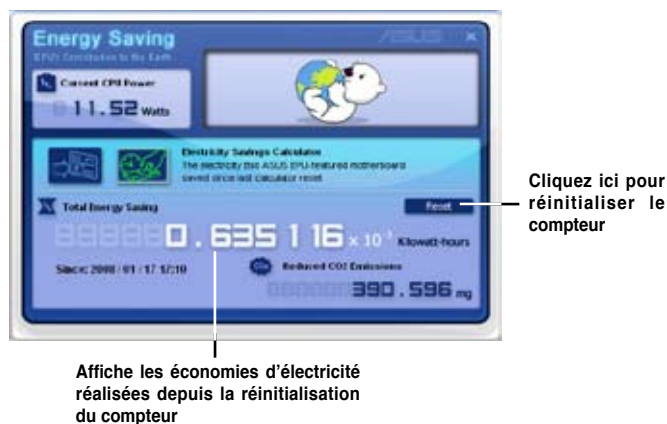 Energy Saving
ASUS
EPU's Contribution to the Earth
Current CPU Power
11.52 Watts
Electricity Savings Calculator
The electricity this ASUS EPU-featured motherboard
saved since last calculator reset
Total Energy Saving
Reset
0.635116 × 10⁻³ Kilowatt-hours
Since: 2008/01/17 17:10
Reduced CO2 Emissions
390.596 mg
Cliquez ici pour
réinitialiser le
compteur
Affiche les économies d'électricité
réalisées depuis la réinitialisation
du compteur